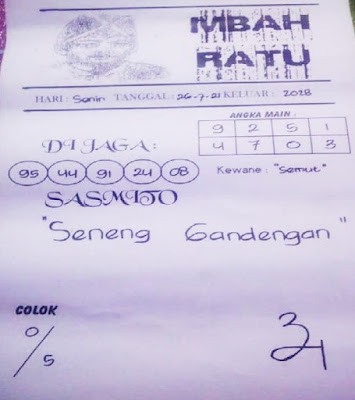 MBAH
RATU
HARI : Senin TANGGAL : 26-7-21 KELUAR : 2028
ANGKA MAIN :
9 2 5 1
4 7 0 3
DI JAGA :
95 44 91 24 08
Kewane : "Semut"
SASMITO
"Seneng Gandengan"
COLOK
0/5